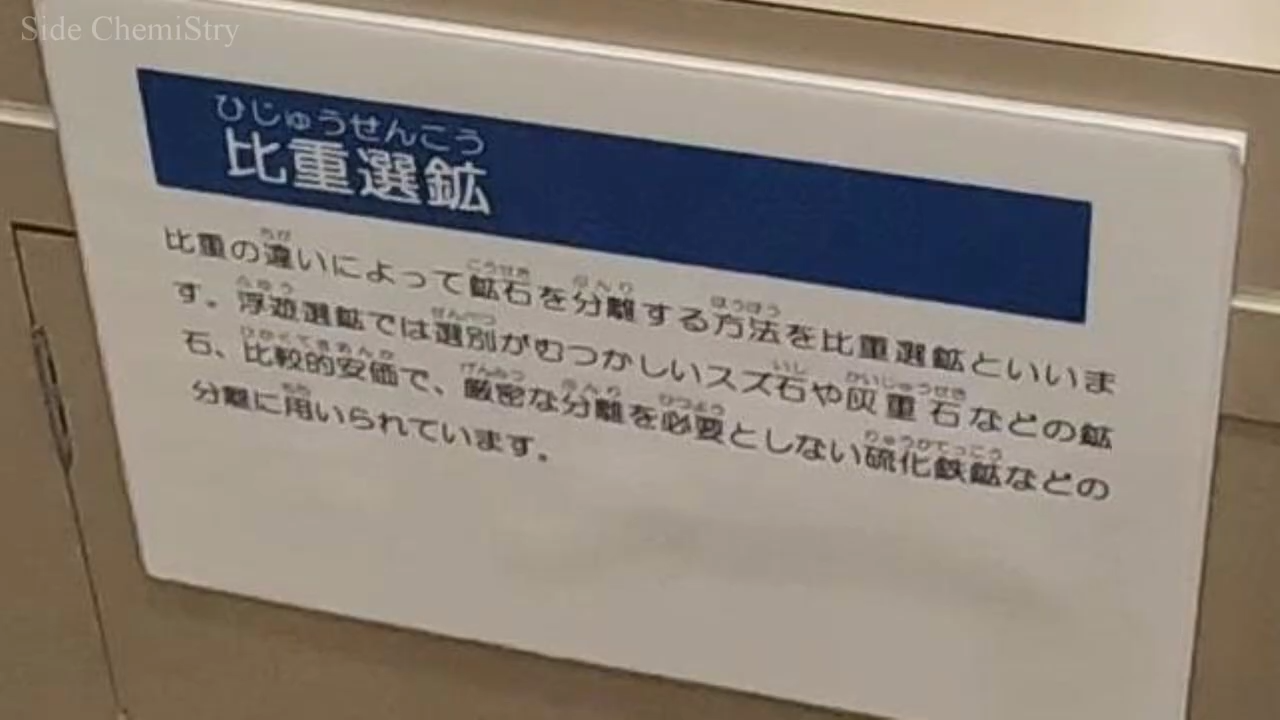 Side ChemiStry
ひじゅうせんこう
比重選鉱
比重の違いによって鉱石を分離する方法を比重選鉱といいま
す。浮遊選鉱では選別がむつかしいスズ石や灰重石などの鉱
石、比較的安価で、厳密な分離を必要としない硫化鉄鉱などの
分離に用いられています。